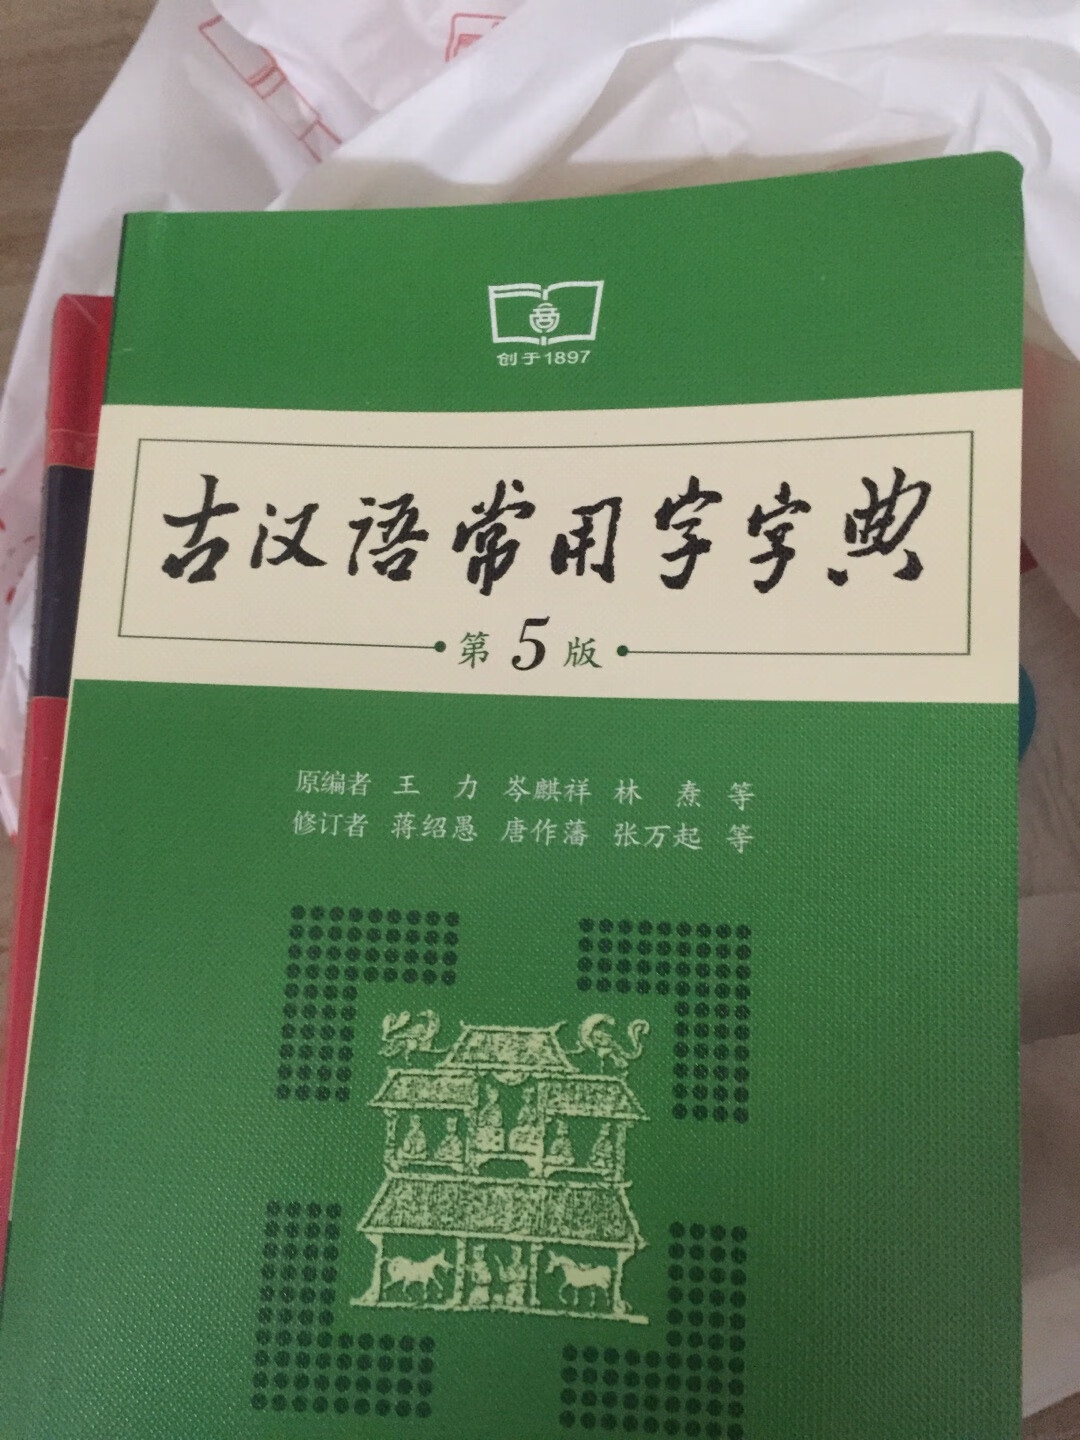 商
创于1897
古汉语常用字字典
第5版
原编者 王力 岑麒祥 林焘 等
修订者 蒋绍愚 唐作藩 张万起 等